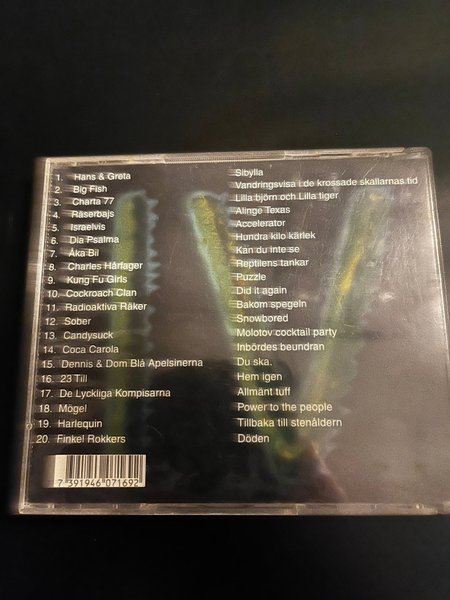 1. Hans & Greta Sibylla
2. Big Fish Vandringsvisa i de krossade skallarnas tid
3. Charta 77 Lilla björn och Lilla tiger
4. Räserbajs Alinge Texas
5. Israelvis Accelerator
6. Dia Psalma Hundra kilo kärlek
7. Åka Bil Kan du inte se
8. Charles Hårfager Reptilens tankar
9. Kung Fu Girls Puzzle
10. Cockroach Clan Did it again
11. Radioaktiva Räker Bakom spegeln
12. Sober Snowbored
13. Candysuck Molotov cocktail party
14. Coca Carola Inbördes beundran
15. Dennis & Dom Blå Apelsinerna Du ska.
16. 23 Till Hem igen
17. De Lyckliga Kompisarna Allmänt tuff
18. Mögel Power to the people
19. Harlequin Tillbaka till stenåldern
20. Finkel Rokkers Döden
7 391946 071692